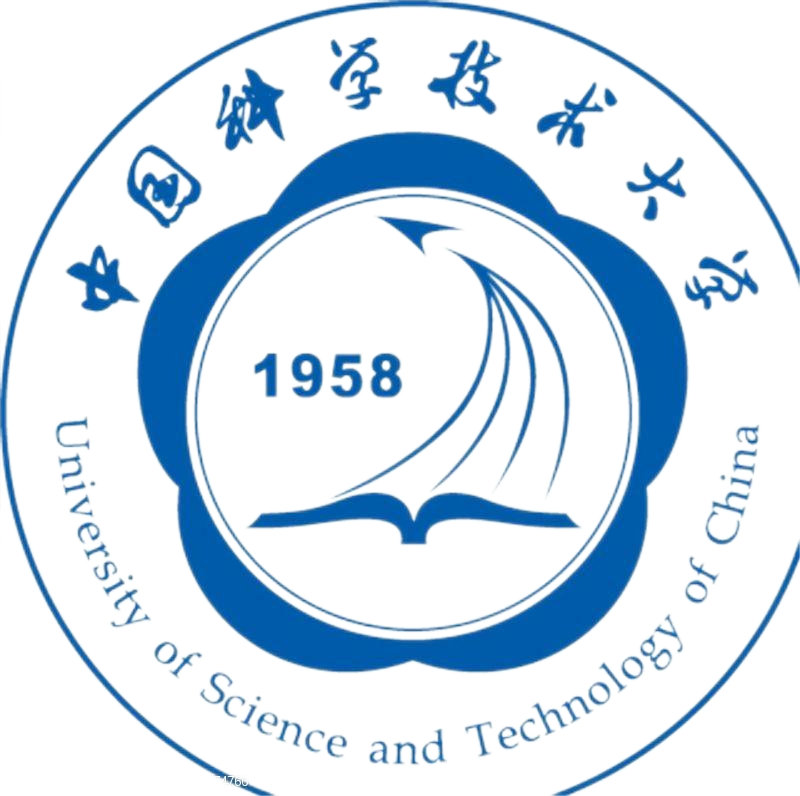 中国科学技术大学
1958
University of Science and Technology of China